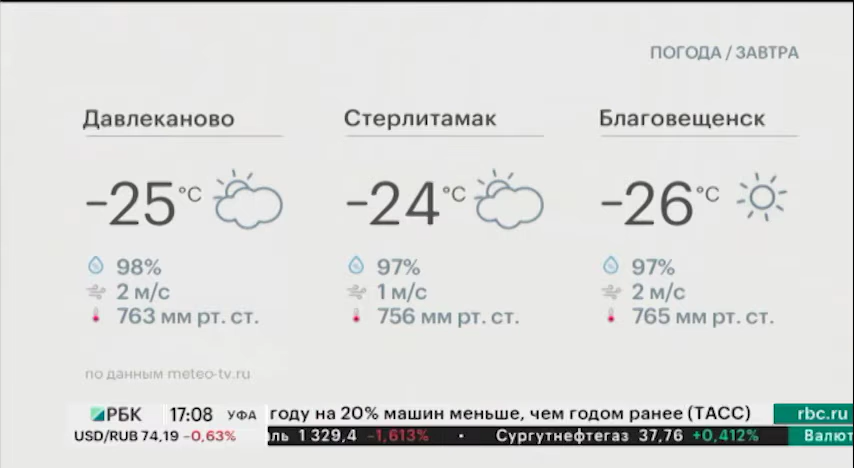 ПОГОДА / ЗАВТРА
Давлеканово Стерлитамак Благовещенск
-25°C -24°C -26°C
98% 97% 97%
2 м/с 1 м/с 2 м/с
763 мм рт. ст. 756 мм рт. ст. 765 мм рт. ст.
по данным meteo-tv.ru
РБК 17:08 УФА году на 20% машин меньше, чем годом ранее (ТАСС) rbc.ru
USD/RUB 74,19 -0,63% ль 1 329,4 -1,613% · Сургутнефтегаз 37,76 +0,412% Валют